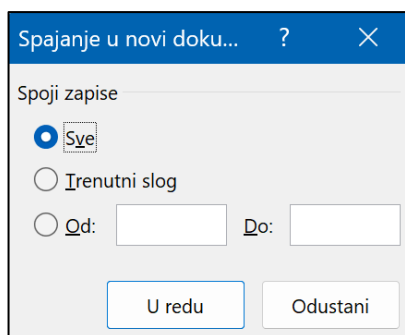 Spajanje u novi doku... ?
Spoji zapise
Sve
Trenutni slog
Od: Do:
U redu Odustani